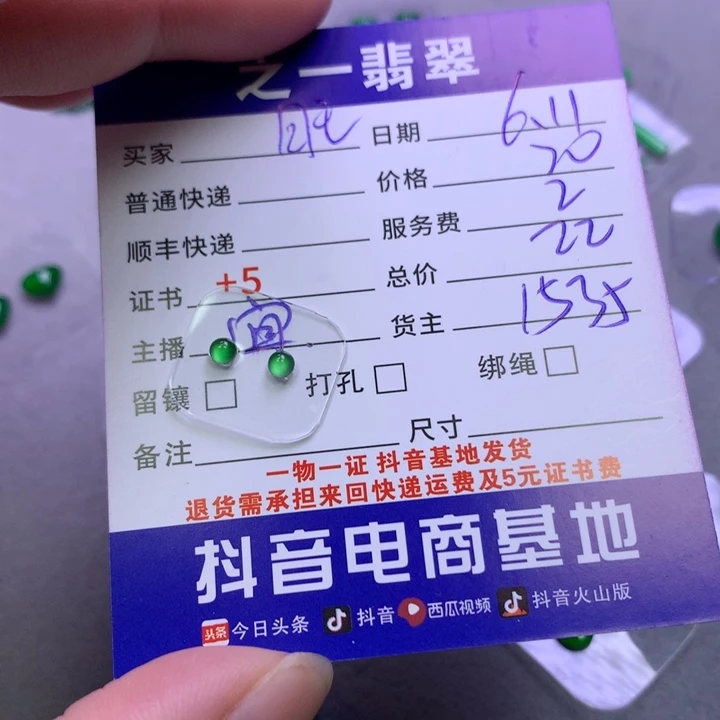 之一翡翠
买家 日期 6.11
普通快递 价格 20
顺丰快递 服务费 2
证书 +5 总价 22
主播 宜 货主 1535
留镶 打孔 绑绳
备注 尺寸
一物一证 抖音基地发货
退货需承担来回快递运费及5元证书费
抖音电商基地
头条 今日头条 抖音 西瓜视频 抖音火山版